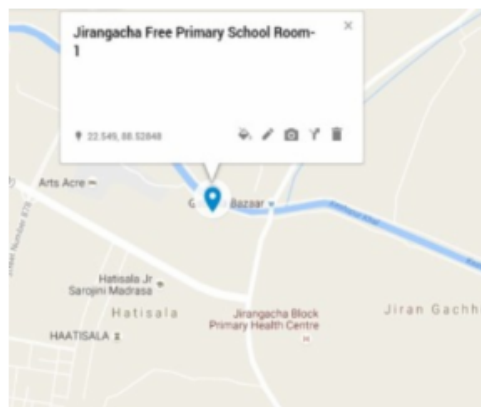 Jirangacha Free Primary School Room-
1
22.549, 88.52848
Arts Acre
Bazaar
Hatisala Jr
Sarojini Madrasa
Hatisala
Jirangacha Block
Primary Health Centre
Jiran Gachh
HAATISALA